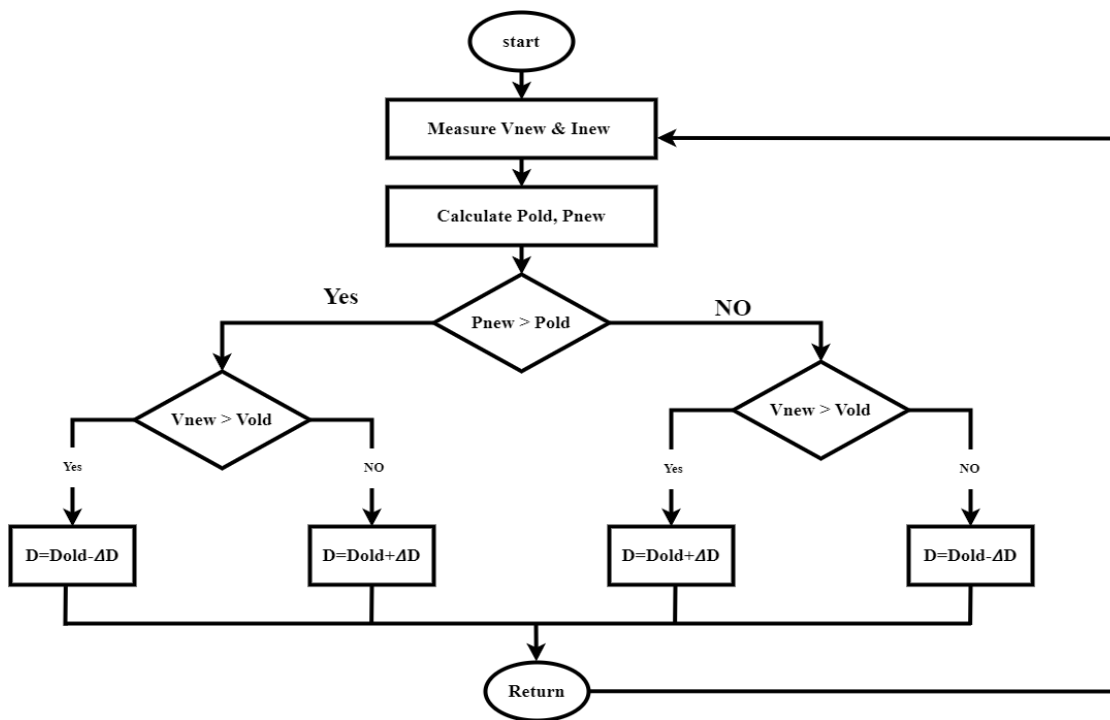 start
Measure Vnew & Inew
Calculate Pold, Pnew
Pnew > Pold
Yes
NO
Vnew > Vold
Yes
NO
Vnew > Vold
Yes
NO
D=Dold-ΔD
D=Dold+ΔD
D=Dold+ΔD
D=Dold-ΔD
Return